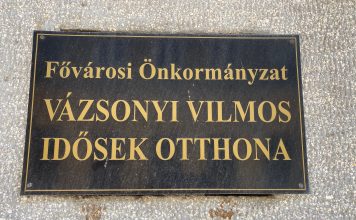 Fővárosi Önkormányzat
VÁZSONYI VILMOS
IDŐSEK OTTHONA